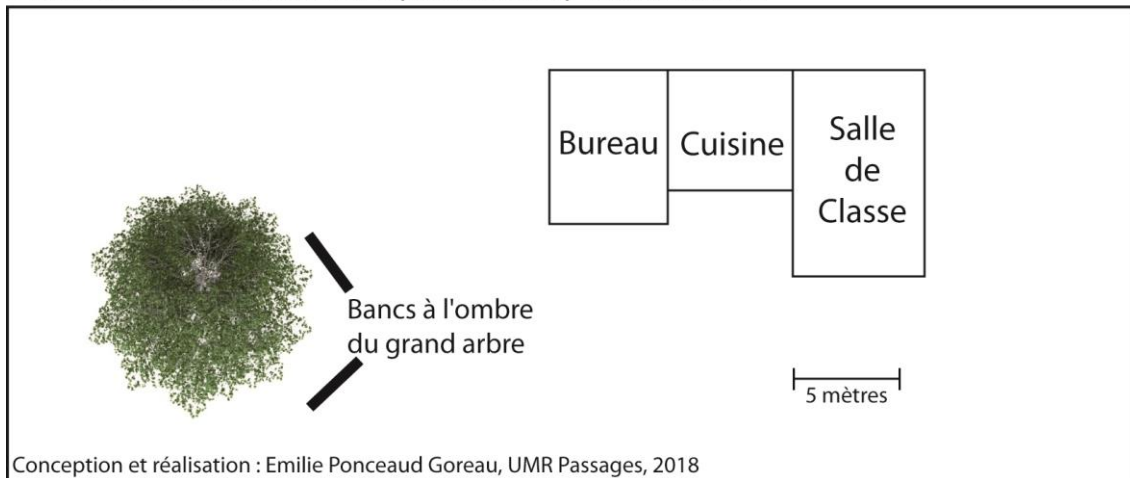 Bureau
Cuisine
Salle
de
Classe
Bancs à l'ombre
du grand arbre
5 mètres
Conception et réalisation : Emilie Ponceaud Goreau, UMR Passages, 2018